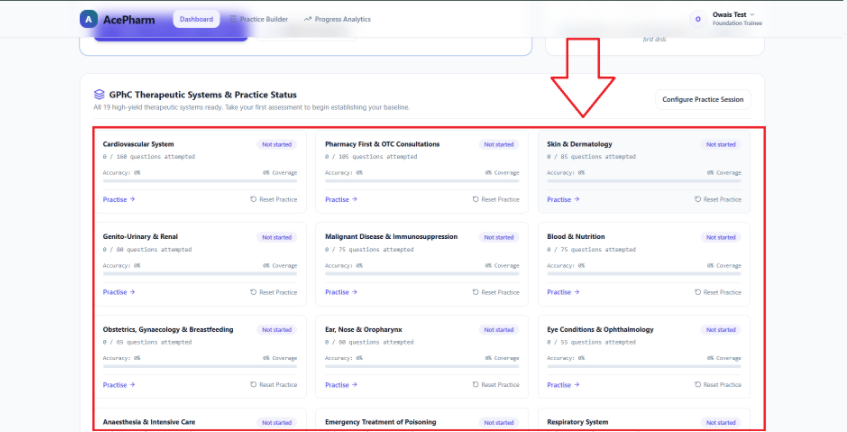 A AcePharm Dashboard Practice Builder Progress Analytics O Owais Test
Foundation Trainee
first drill.
GPhC Therapeutic Systems & Practice Status
All 19 high-yield therapeutic systems ready. Take your first assessment to begin establishing your baseline.
Configure Practice Session
Cardiovascular System Not started
0 / 160 questions attempted
Accuracy: 0% 0% Coverage
Practise → Reset Practice
Pharmacy First & OTC Consultations Not started
0 / 105 questions attempted
Accuracy: 0% 0% Coverage
Practise → Reset Practice
Skin & Dermatology Not started
0 / 85 questions attempted
Accuracy: 0% 0% Coverage
Practise → Reset Practice
Genito-Urinary & Renal Not started
0 / 80 questions attempted
Accuracy: 0% 0% Coverage
Practise → Reset Practice
Malignant Disease & Immunosuppression Not started
0 / 75 questions attempted
Accuracy: 0% 0% Coverage
Practise → Reset Practice
Blood & Nutrition Not started
0 / 75 questions attempted
Accuracy: 0% 0% Coverage
Practise → Reset Practice
Obstetrics, Gynaecology & Breastfeeding Not started
0 / 65 questions attempted
Accuracy: 0% 0% Coverage
Practise → Reset Practice
Ear, Nose & Oropharynx Not started
0 / 60 questions attempted
Accuracy: 0% 0% Coverage
Practise → Reset Practice
Eye Conditions & Ophthalmology Not started
0 / 55 questions attempted
Accuracy: 0% 0% Coverage
Practise → Reset Practice
Anaesthesia & Intensive Care Not started
Emergency Treatment of Poisoning Not started
Respiratory System Not started